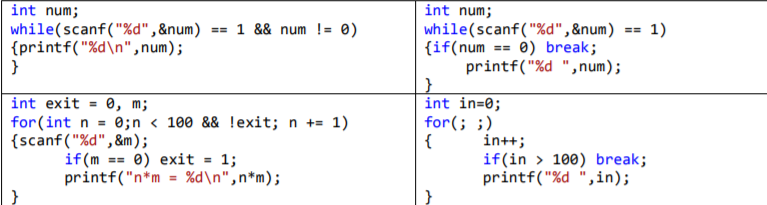 int num;
while(scanf("%d",&num) == 1 && num != 0)
{printf("%d\n",num);
}
int num;
while(scanf("%d",&num) == 1)
{if(num == 0) break;
printf("%d ",num);
}
int exit = 0, m;
for(int n = 0;n < 100 && !exit; n += 1)
{scanf("%d",&m);
if(m == 0) exit = 1;
printf("n*m = %d\n",n*m);
}
int in=0;
for(; ;)
{ in++;
if(in > 100) break;
printf("%d ",in);
}